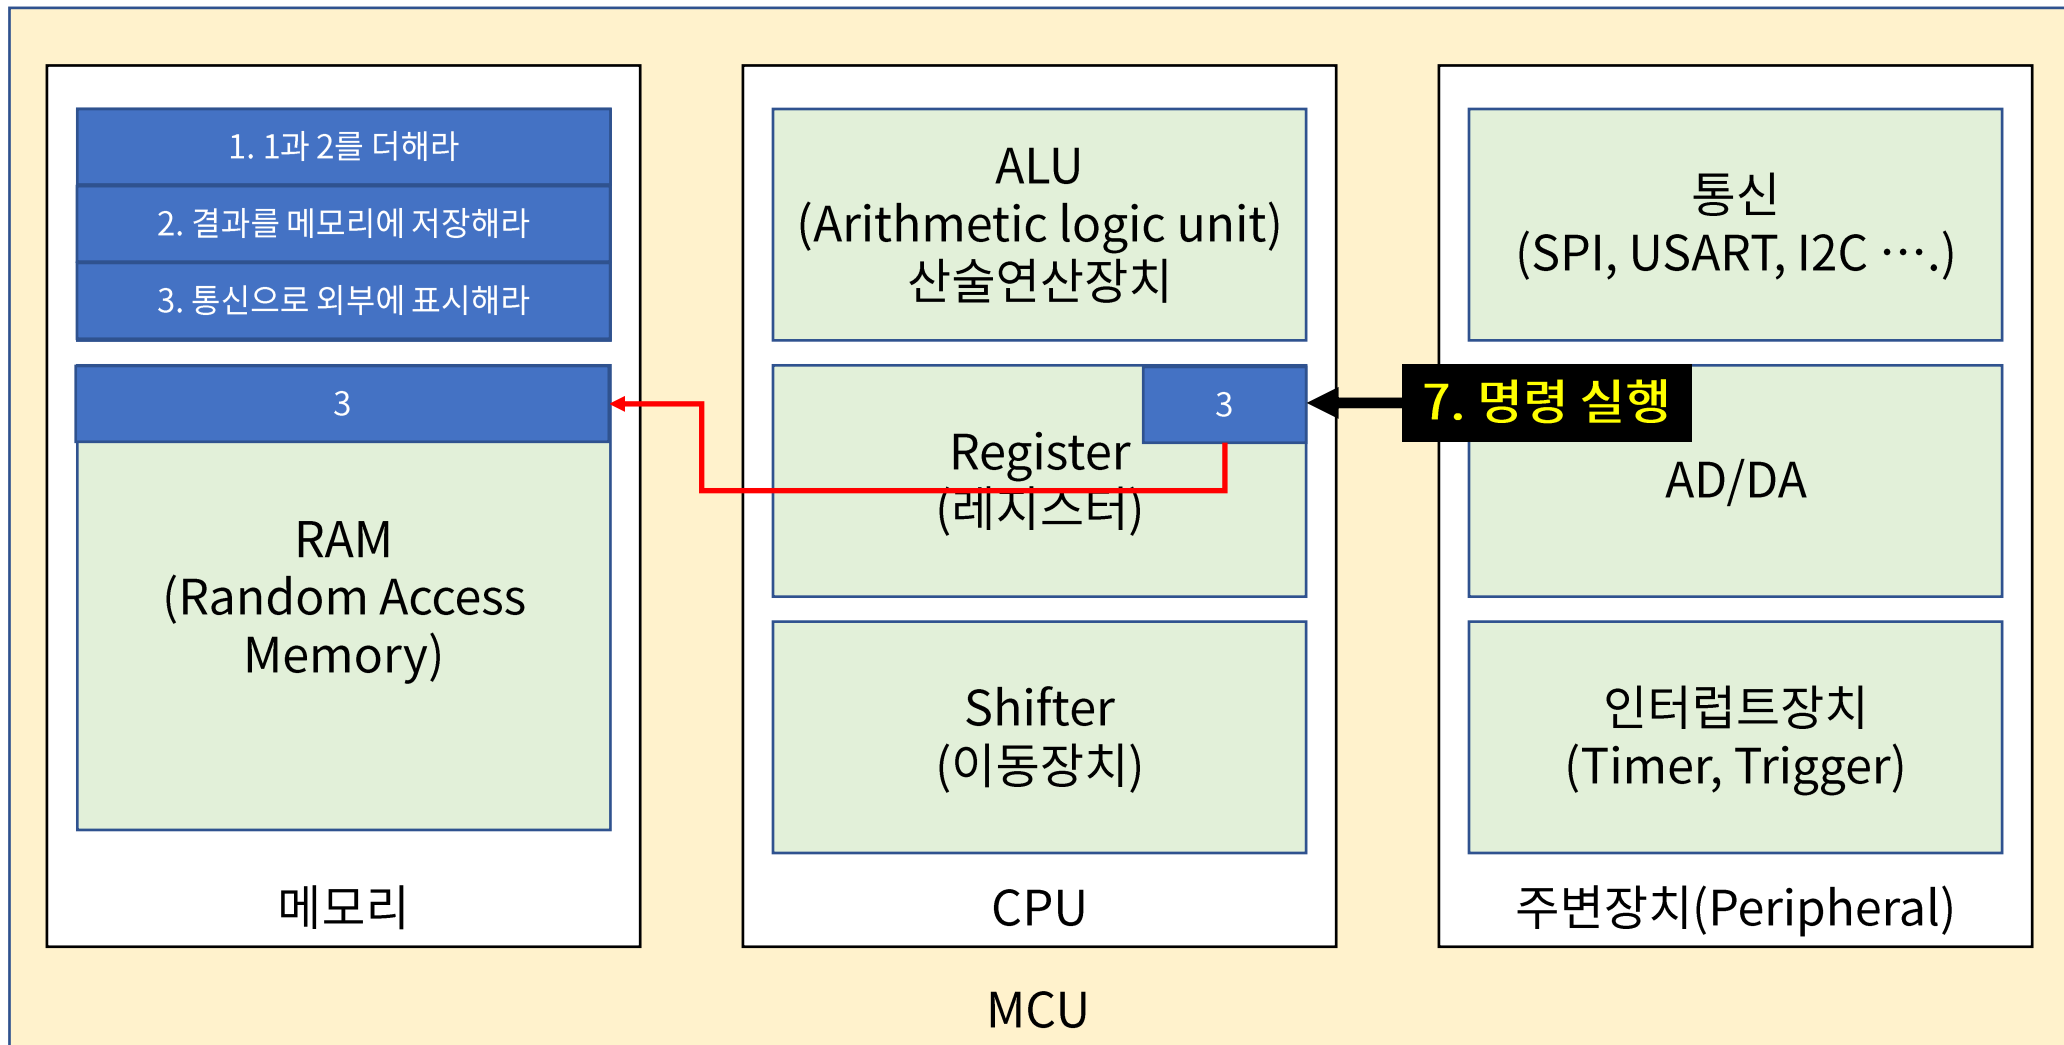 1. 1과 2를 더해라
2. 결과를 메모리에 저장해라
3. 통신으로 외부에 표시해라
3
RAM
(Random Access
Memory)
메모리
ALU
(Arithmetic logic unit)
산술연산장치
3
Register
(레지스터)
Shifter
(이동장치)
CPU
통신
(SPI, USART, I2C ….)
7. 명령 실행
AD/DA
인터럽트장치
(Timer, Trigger)
주변장치(Peripheral)
MCU